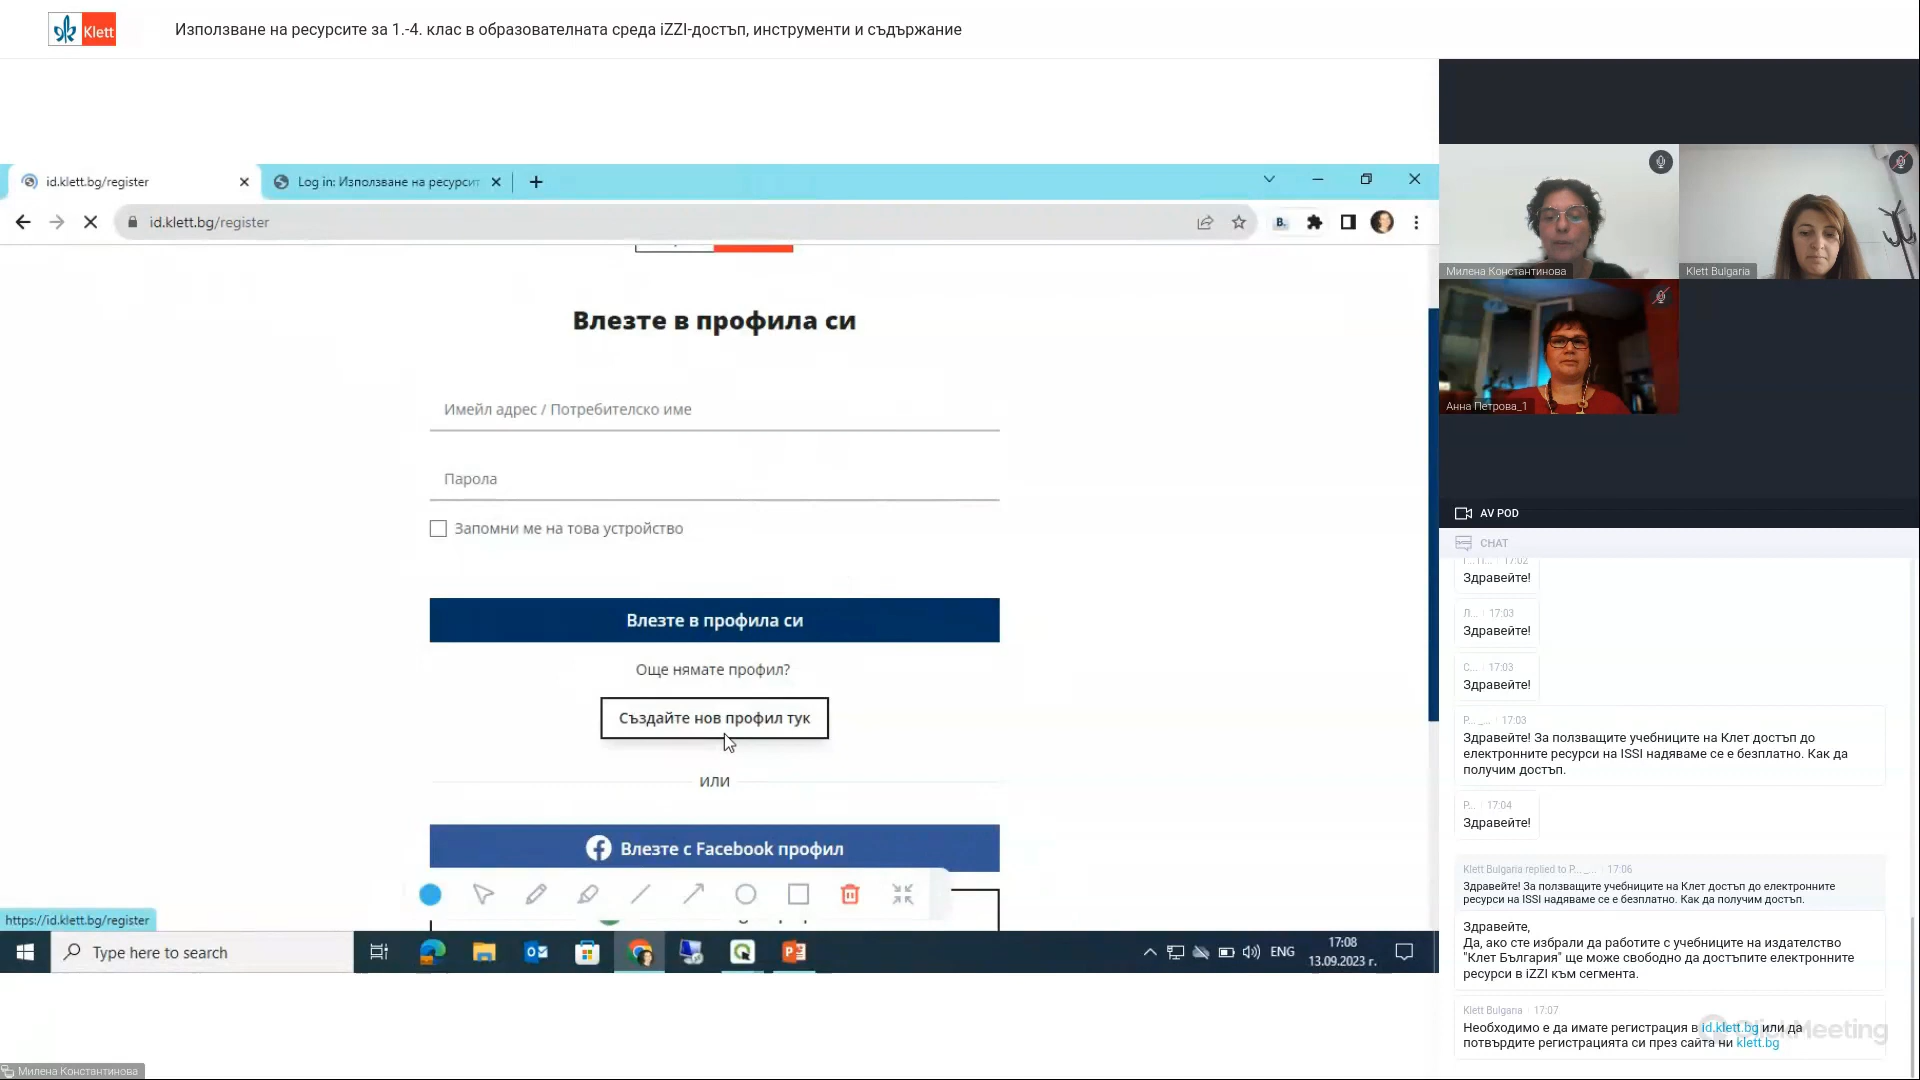 Klett
Използване на ресурсите за 1.-4. клас в образователната среда iZZI-достъп, инструменти и съдържание
id.klett.bg/register
Log in: Използване на ресурсит
id.klett.bg/register
B.
Влезте в профила си
Имейл адрес / Потребителско име
Парола
Запомни ме на това устройство
Влезте в профила си
Още нямате профил?
Създайте нов профил тук
или
Влезте с Facebook профил
https://id.klett.bg/register
Type here to search
ENG
17:08
13.09.2023 г.
Милена Константинова
Милена Константинова
Klett Bulgaria
Анна Петрова_1
AV POD
CHAT
17:02
Здравейте!
Л... 17:03
Здравейте!
С... 17:03
Здравейте!
Р... _... 17:03
Здравейте! За ползващите учебниците на Клет достъп до
електронните ресурси на ISSI надяваме се е безплатно. Как да
получим достъп.
Р... 17:04
Здравейте!
Klett Bulgaria replied to Р... _... 17:06
Здравейте! За ползващите учебниците на Клет достъп до електронните
ресурси на ISSI надяваме се е безплатно. Как да получим достъп.
Здравейте,
Да, ако сте избрали да работите с учебниците на издателство
"Клет България" ще може свободно да достъпите електронните
ресурси в iZZI към сегмента.
Klett Bulgaria 17:07
Необходимо е да имате регистрация в id.klett.bg или да
потвърдите регистрацията си през сайта ни klett.bg
ClickMeeting